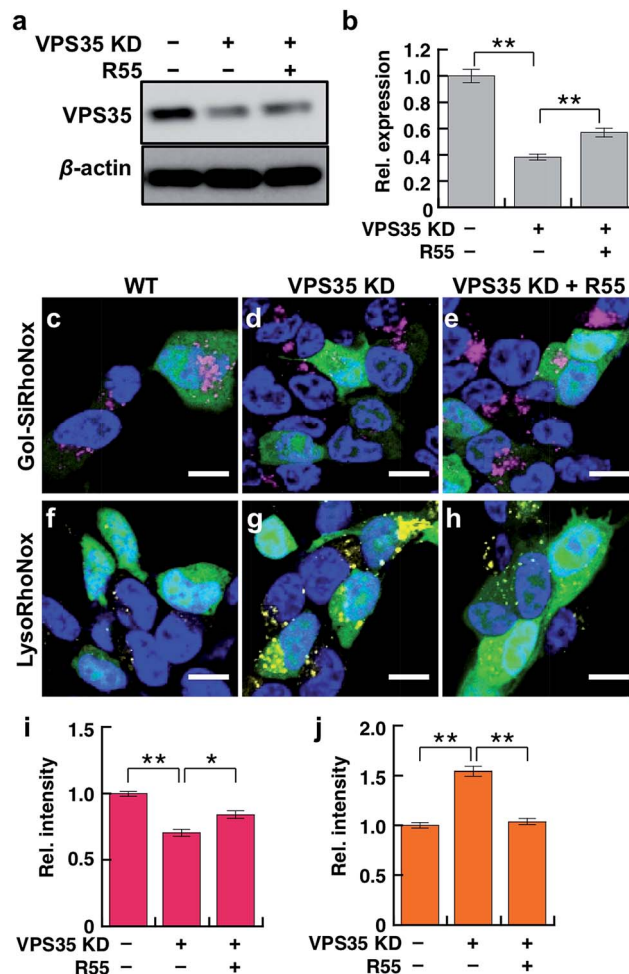 a
VPS35 KD – + +
R55 – – +
VPS35
β-actin
b
Rel. expression
1.2
1.0
0.8
0.6
0.4
0.2
0
**
**
VPS35 KD – + +
R55 – – +
WT VPS35 KD VPS35 KD + R55
Gol-SiRhoNox
c d e
LysoRhoNox
f g h
i
Rel. intensity
1.5
1.0
0.5
0
** *
VPS35 KD – + +
R55 – – +
j
Rel. intensity
2.0
1.5
1.0
0.5
0
** **
VPS35 KD – + +
R55 – – +